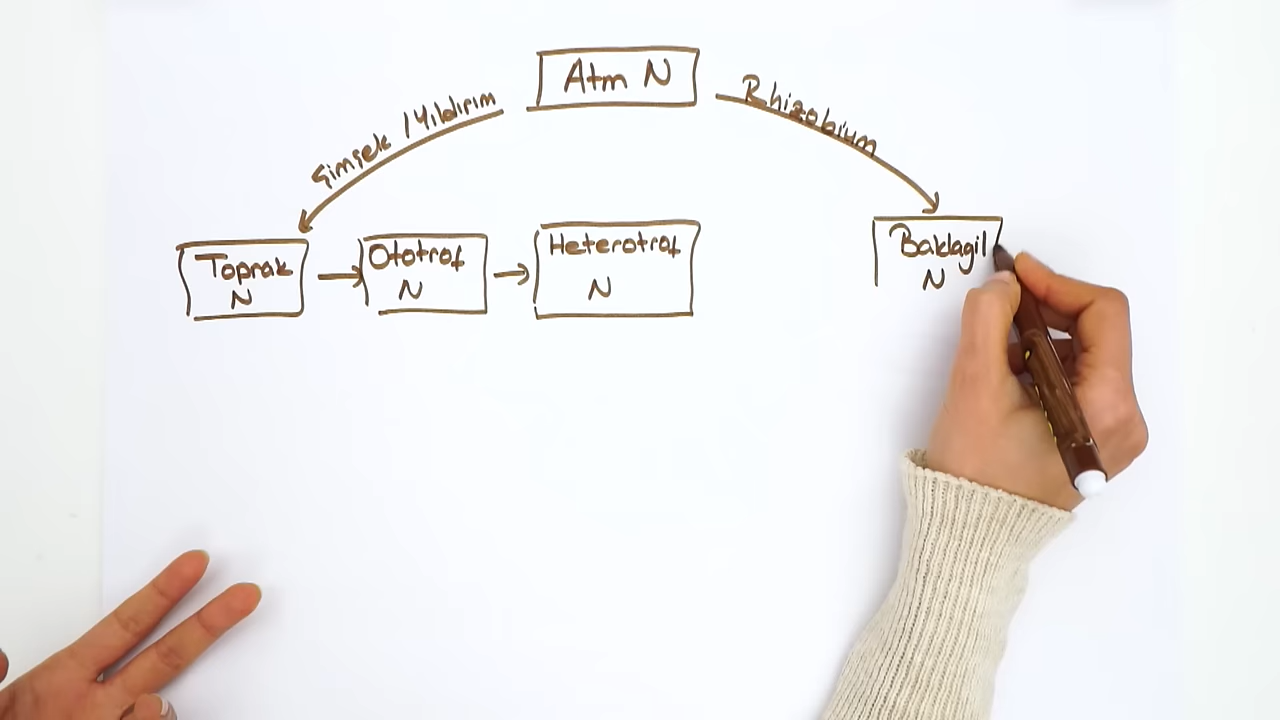 Atm N
Şimşek / Yıldırım
Rhizobium
Toprak
N
Ototrof
N
Heterotrof
N
Baklagil
N